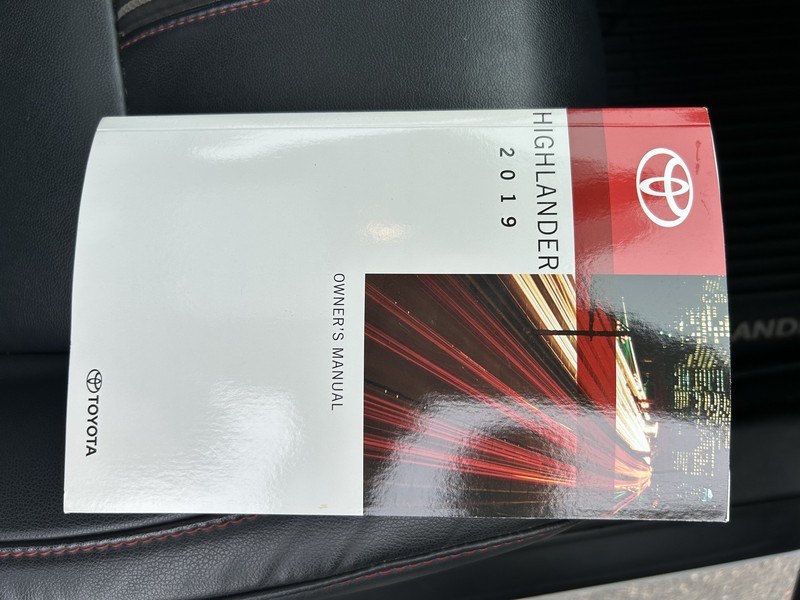 HIGHLANDER
2019
OWNER'S MANUAL
TOYOTA